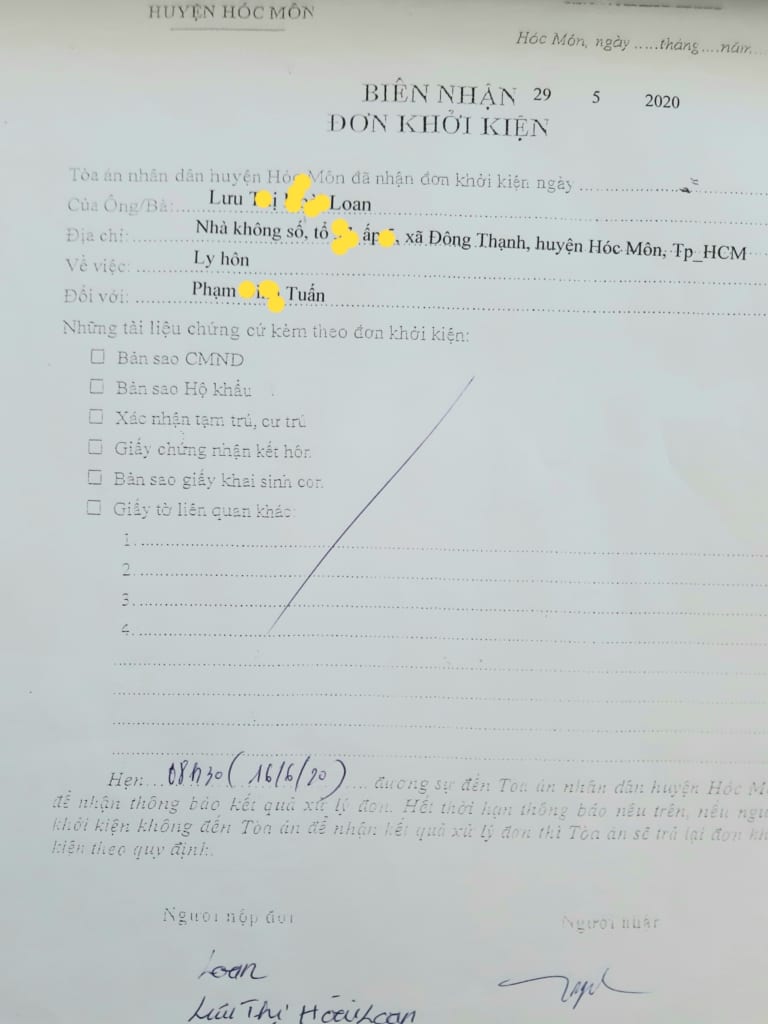 HUYỆN HÓC MÔN
Hóc Môn, ngày .....tháng ....năm....
BIÊN NHẬN 29 5 2020
ĐƠN KHỞI KIỆN
Tòa án nhân dân huyện Hóc Môn đã nhận đơn khởi kiện ngày ....................
Của Ông/Bà:.... Lưu Loan
Địa chỉ: ........ Nhà không số, tổ ấp , xã Đông Thạnh, huyện Hóc Môn, Tp_HCM
Về việc: ........ Ly hôn
Đối với: ........ Phạm Tuấn
Những tài liệu chứng cứ kèm theo đơn khởi kiện:
☐ Bản sao CMND
☐ Bản sao Hộ khẩu
☐ Xác nhận tạm trú, cư trú
☐ Giấy chứng nhận kết hôn
☐ Bản sao giấy khai sinh con
☐ Giấy tờ liên quan khác:
1.
2.
3.
4.
Hẹn.... 08h30 (16/6/20) .... đương sự đến Tòa án nhân dân huyện Hóc
để nhận thông báo kết quả xử lý đơn. Hết thời hạn thông báo nêu trên, nếu
khởi kiện không đến Tòa án để nhận kết quả xử lý đơn thì Tòa án sẽ trả lại đơn
kiện theo quy định.
Người nộp đơn Người nhận
Loan
Lưu Thị Hoài Loan